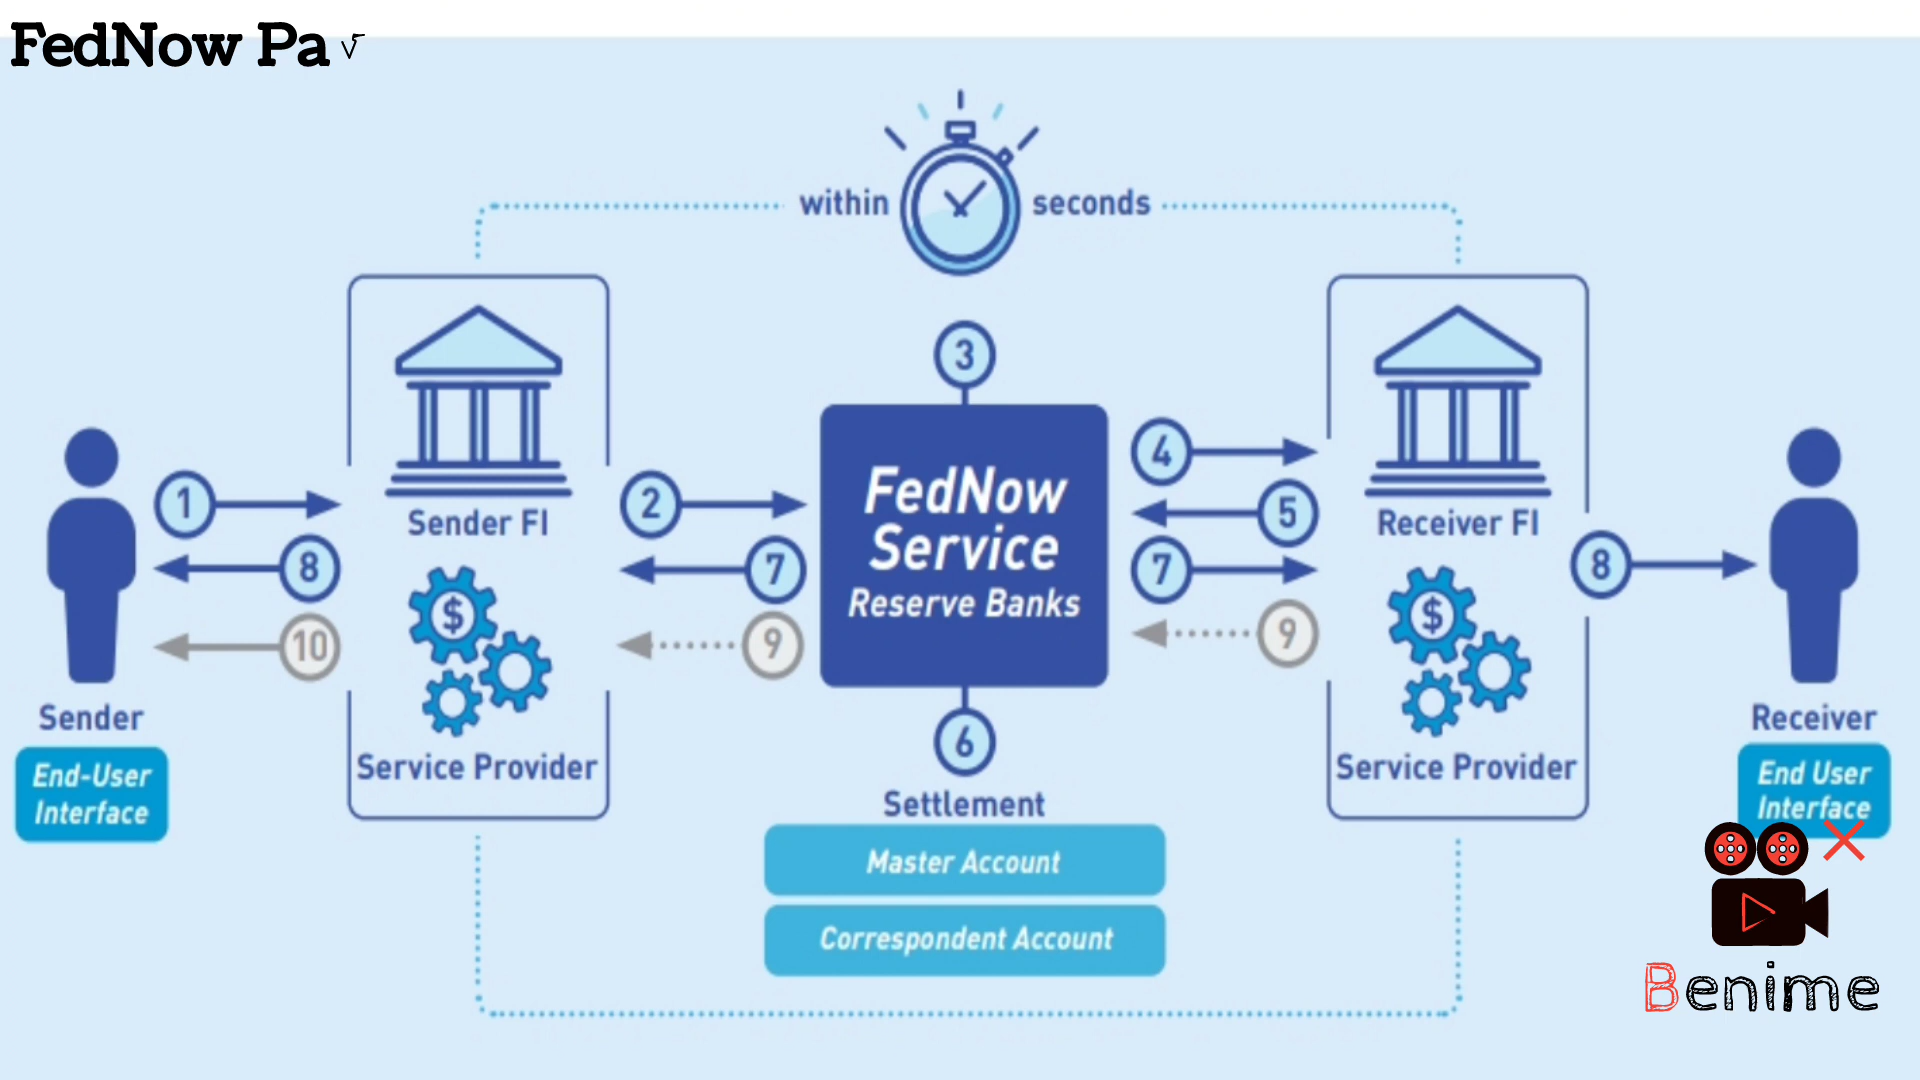 FedNow Pa
within seconds
3
4
1
Sender FI
2
FedNow
Service
Reserve Banks
5
Receiver FI
8
7
7
8
10
$
9
9
$
Sender
End-User
Interface
Service Provider
6
Settlement
Master Account
Correspondent Account
Service Provider
Receiver
End User
Interface
Benime